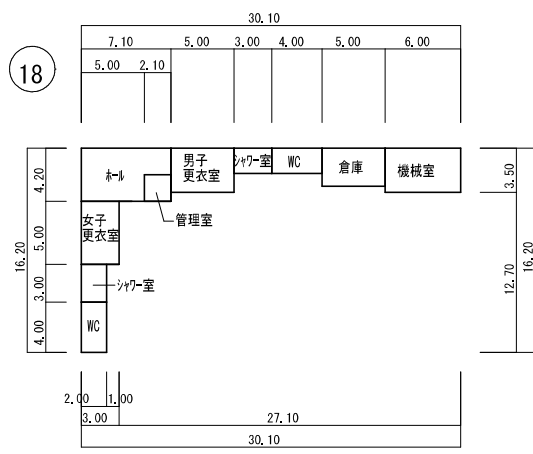 30.10
7.10 5.00 3.00 4.00 5.00 6.00
5.00 2.10
18
ホール
男子
更衣室
シャワー室
WC
倉庫
機械室
管理室
女子
更衣室
シャワー室
WC
4.20
5.00
3.00
4.00
16.20
3.50
12.70
16.20
2.00 1.00
3.00 27.10
30.10